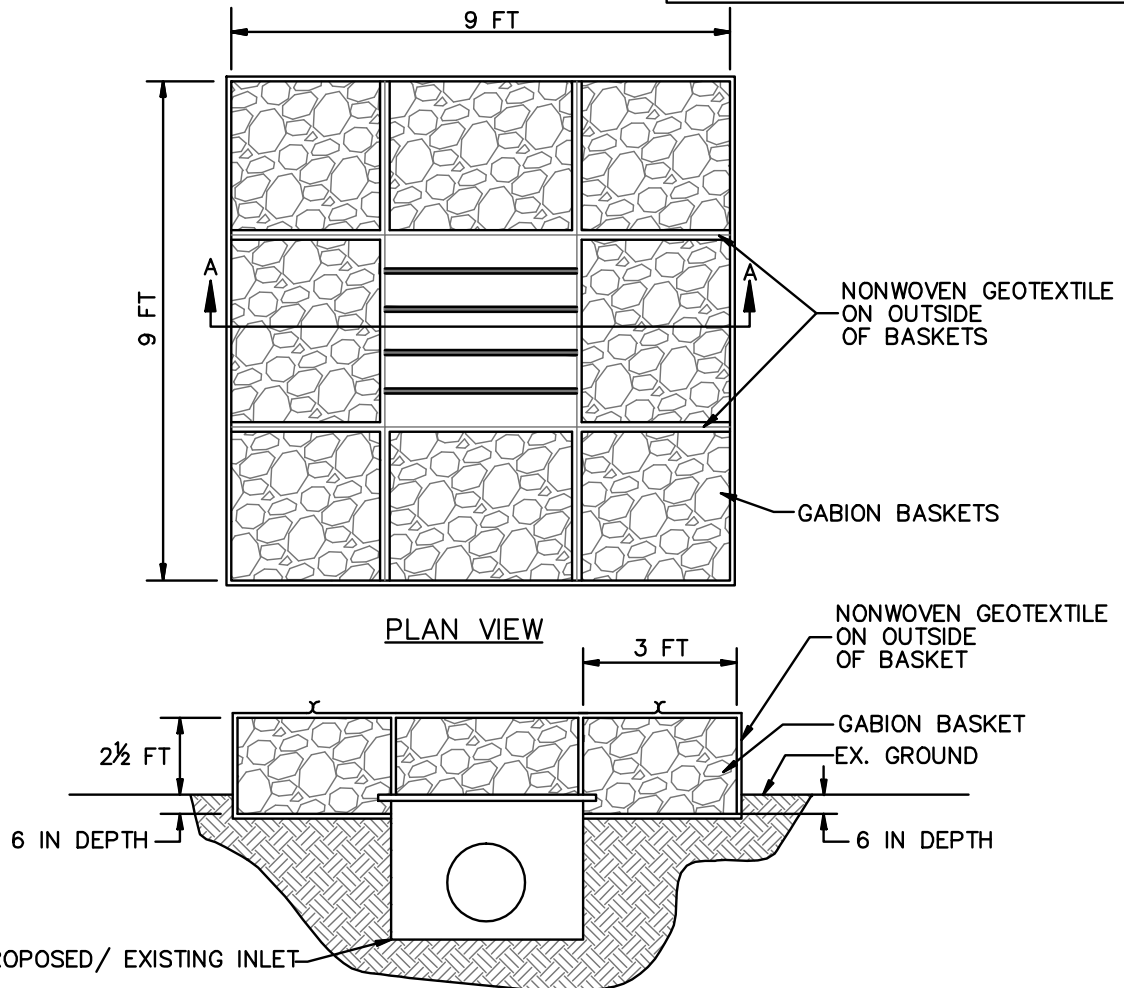 9 FT
9 FT
A
A
NONWOVEN GEOTEXTILE
ON OUTSIDE
OF BASKETS
GABION BASKETS
PLAN VIEW
NONWOVEN GEOTEXTILE
ON OUTSIDE
OF BASKET
3 FT
GABION BASKET
2½ FT
EX. GROUND
6 IN DEPTH
6 IN DEPTH
ROPOSED/ EXISTING INLET